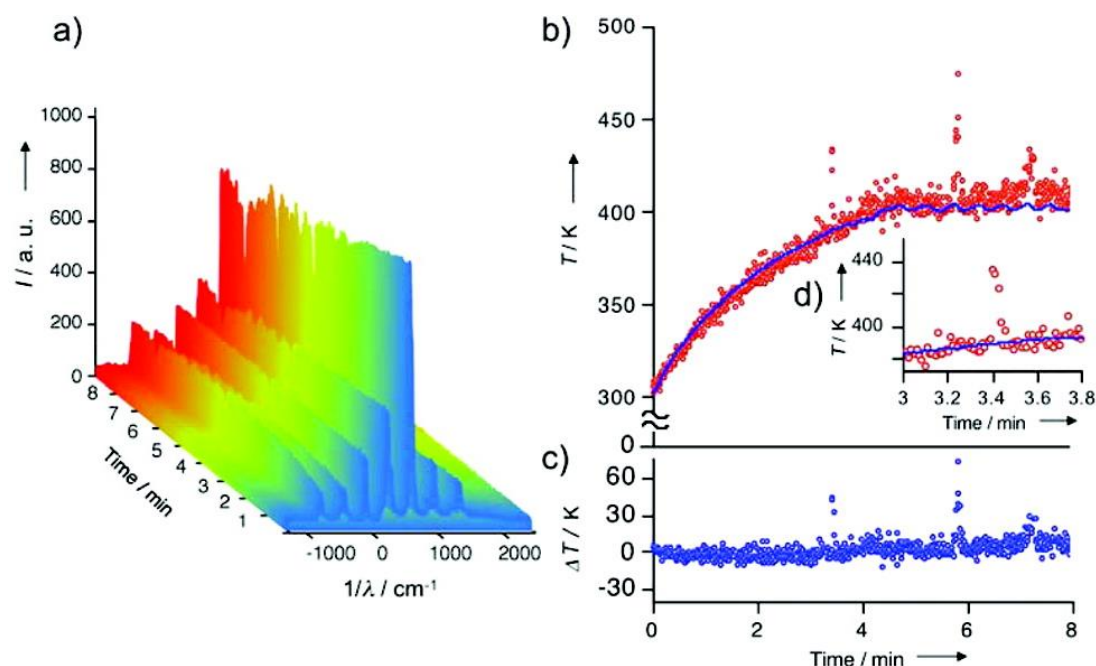 a)
1000
800
600
400
200
0
I / a. u.
8
7
6
5
4
3
2
1
Time / min
-1000 0 1000 2000
1/λ / cm⁻¹
b)
500
450
400
350
300
0
T / K
d)
440
400
T / K
3 3.2 3.4 3.6 3.8
Time / min
c)
60
30
0
-30
ΔT / K
0 2 4 6 8
Time / min